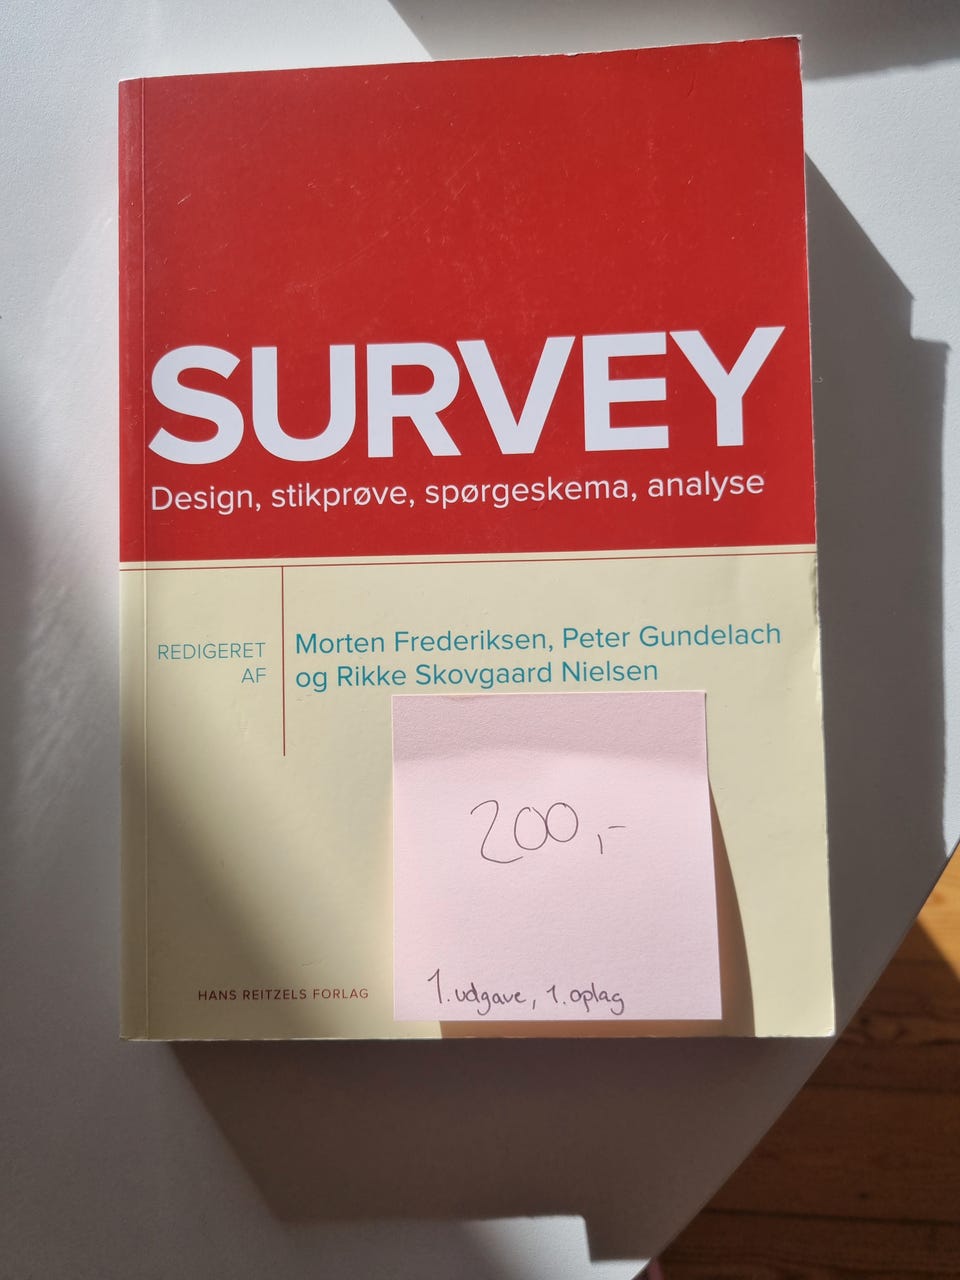 SURVEY
Design, stikprøve, spørgeskema, analyse
REDIGERET
AF
Morten Frederiksen, Peter Gundelach
og Rikke Skovgaard Nielsen
200,-
1. udgave, 1. oplag
HANS REITZELS FORLAG